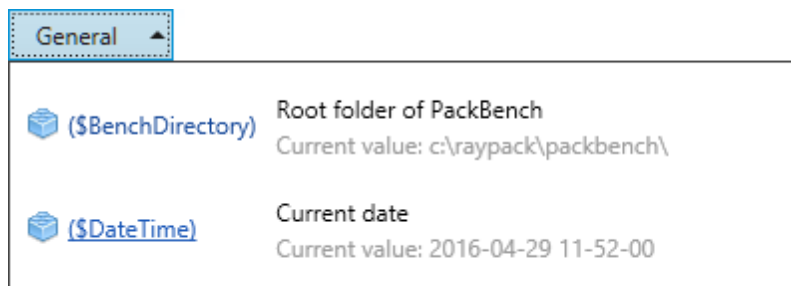 General
($BenchDirectory)
Root folder of PackBench
Current value: c:\raypack\packbench\
($DateTime)
Current date
Current value: 2016-04-29 11-52-00